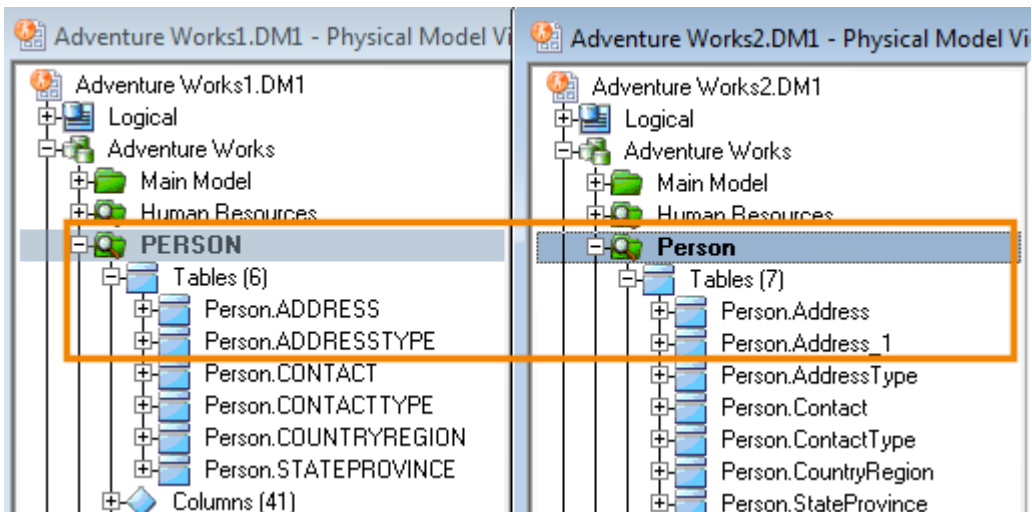 Adventure Works1.DM1 - Physical Model Vi
Adventure Works1.DM1
Logical
Adventure Works
Main Model
Human Resources
PERSON
Tables (6)
Person.ADDRESS
Person.ADDRESSTYPE
Person.CONTACT
Person.CONTACTTYPE
Person.COUNTRYREGION
Person.STATEPROVINCE
Columns (41)
Adventure Works2.DM1 - Physical Model Vi
Adventure Works2.DM1
Logical
Adventure Works
Main Model
Human Resources
Person
Tables (7)
Person.Address
Person.Address_1
Person.AddressType
Person.Contact
Person.ContactType
Person.CountryRegion
Person.StateProvince